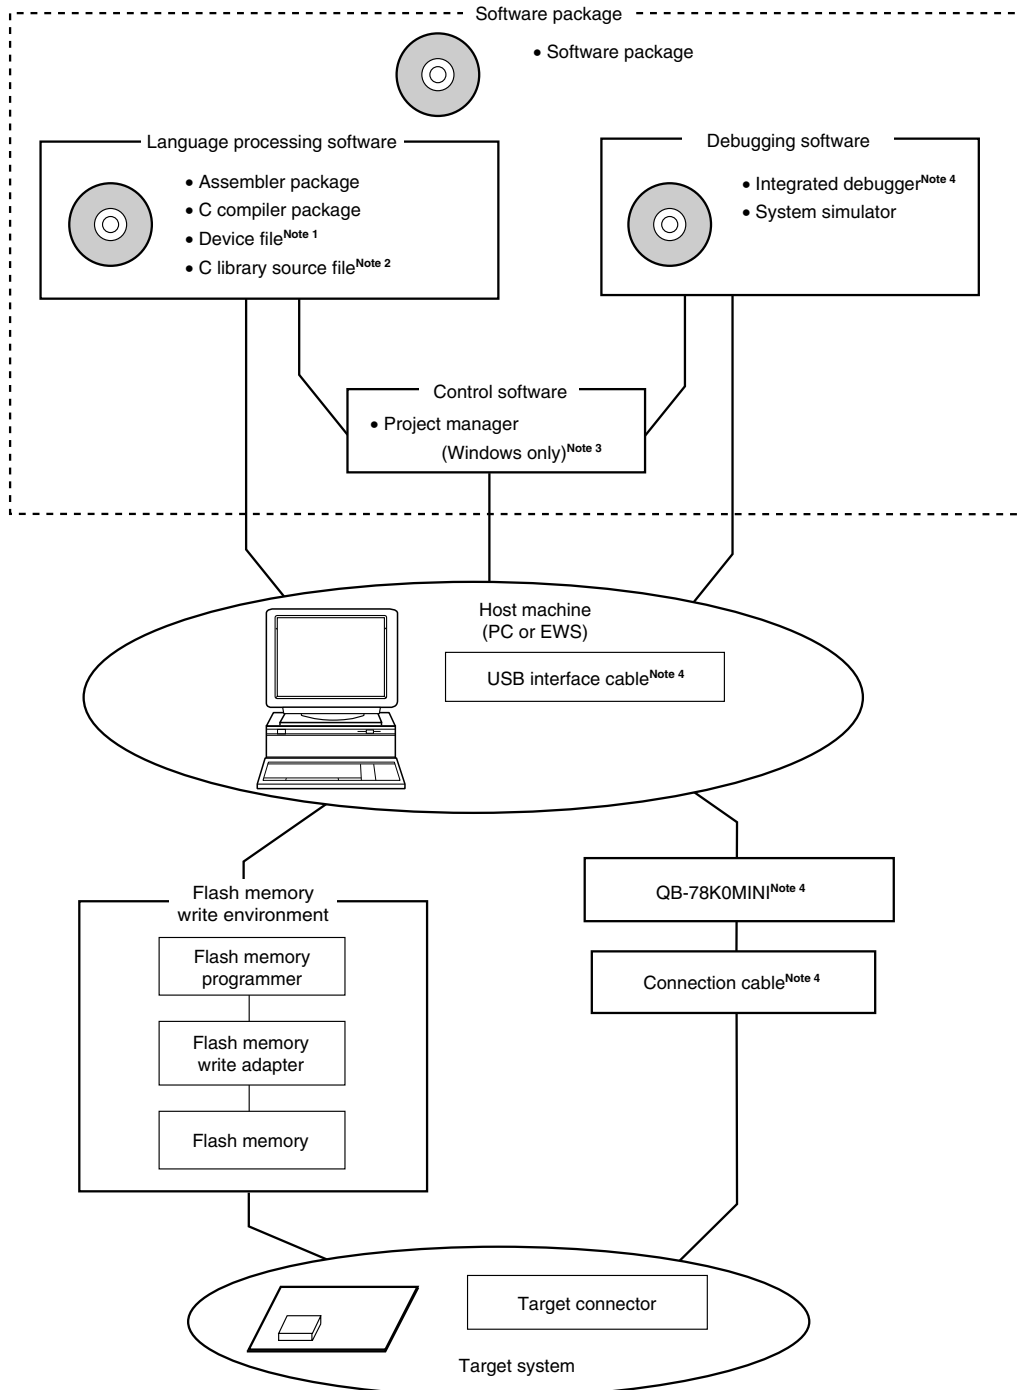 Software package
• Software package
Language processing software
• Assembler package
• C compiler package
• Device fileNote 1
• C library source fileNote 2
Debugging software
• Integrated debuggerNote 4
• System simulator
Control software
• Project manager
(Windows only)Note 3
Host machine
(PC or EWS)
USB interface cableNote 4
Flash memory
write environment
Flash memory
programmer
Flash memory
write adapter
Flash memory
QB-78K0MININote 4
Connection cableNote 4
Target connector
Target system